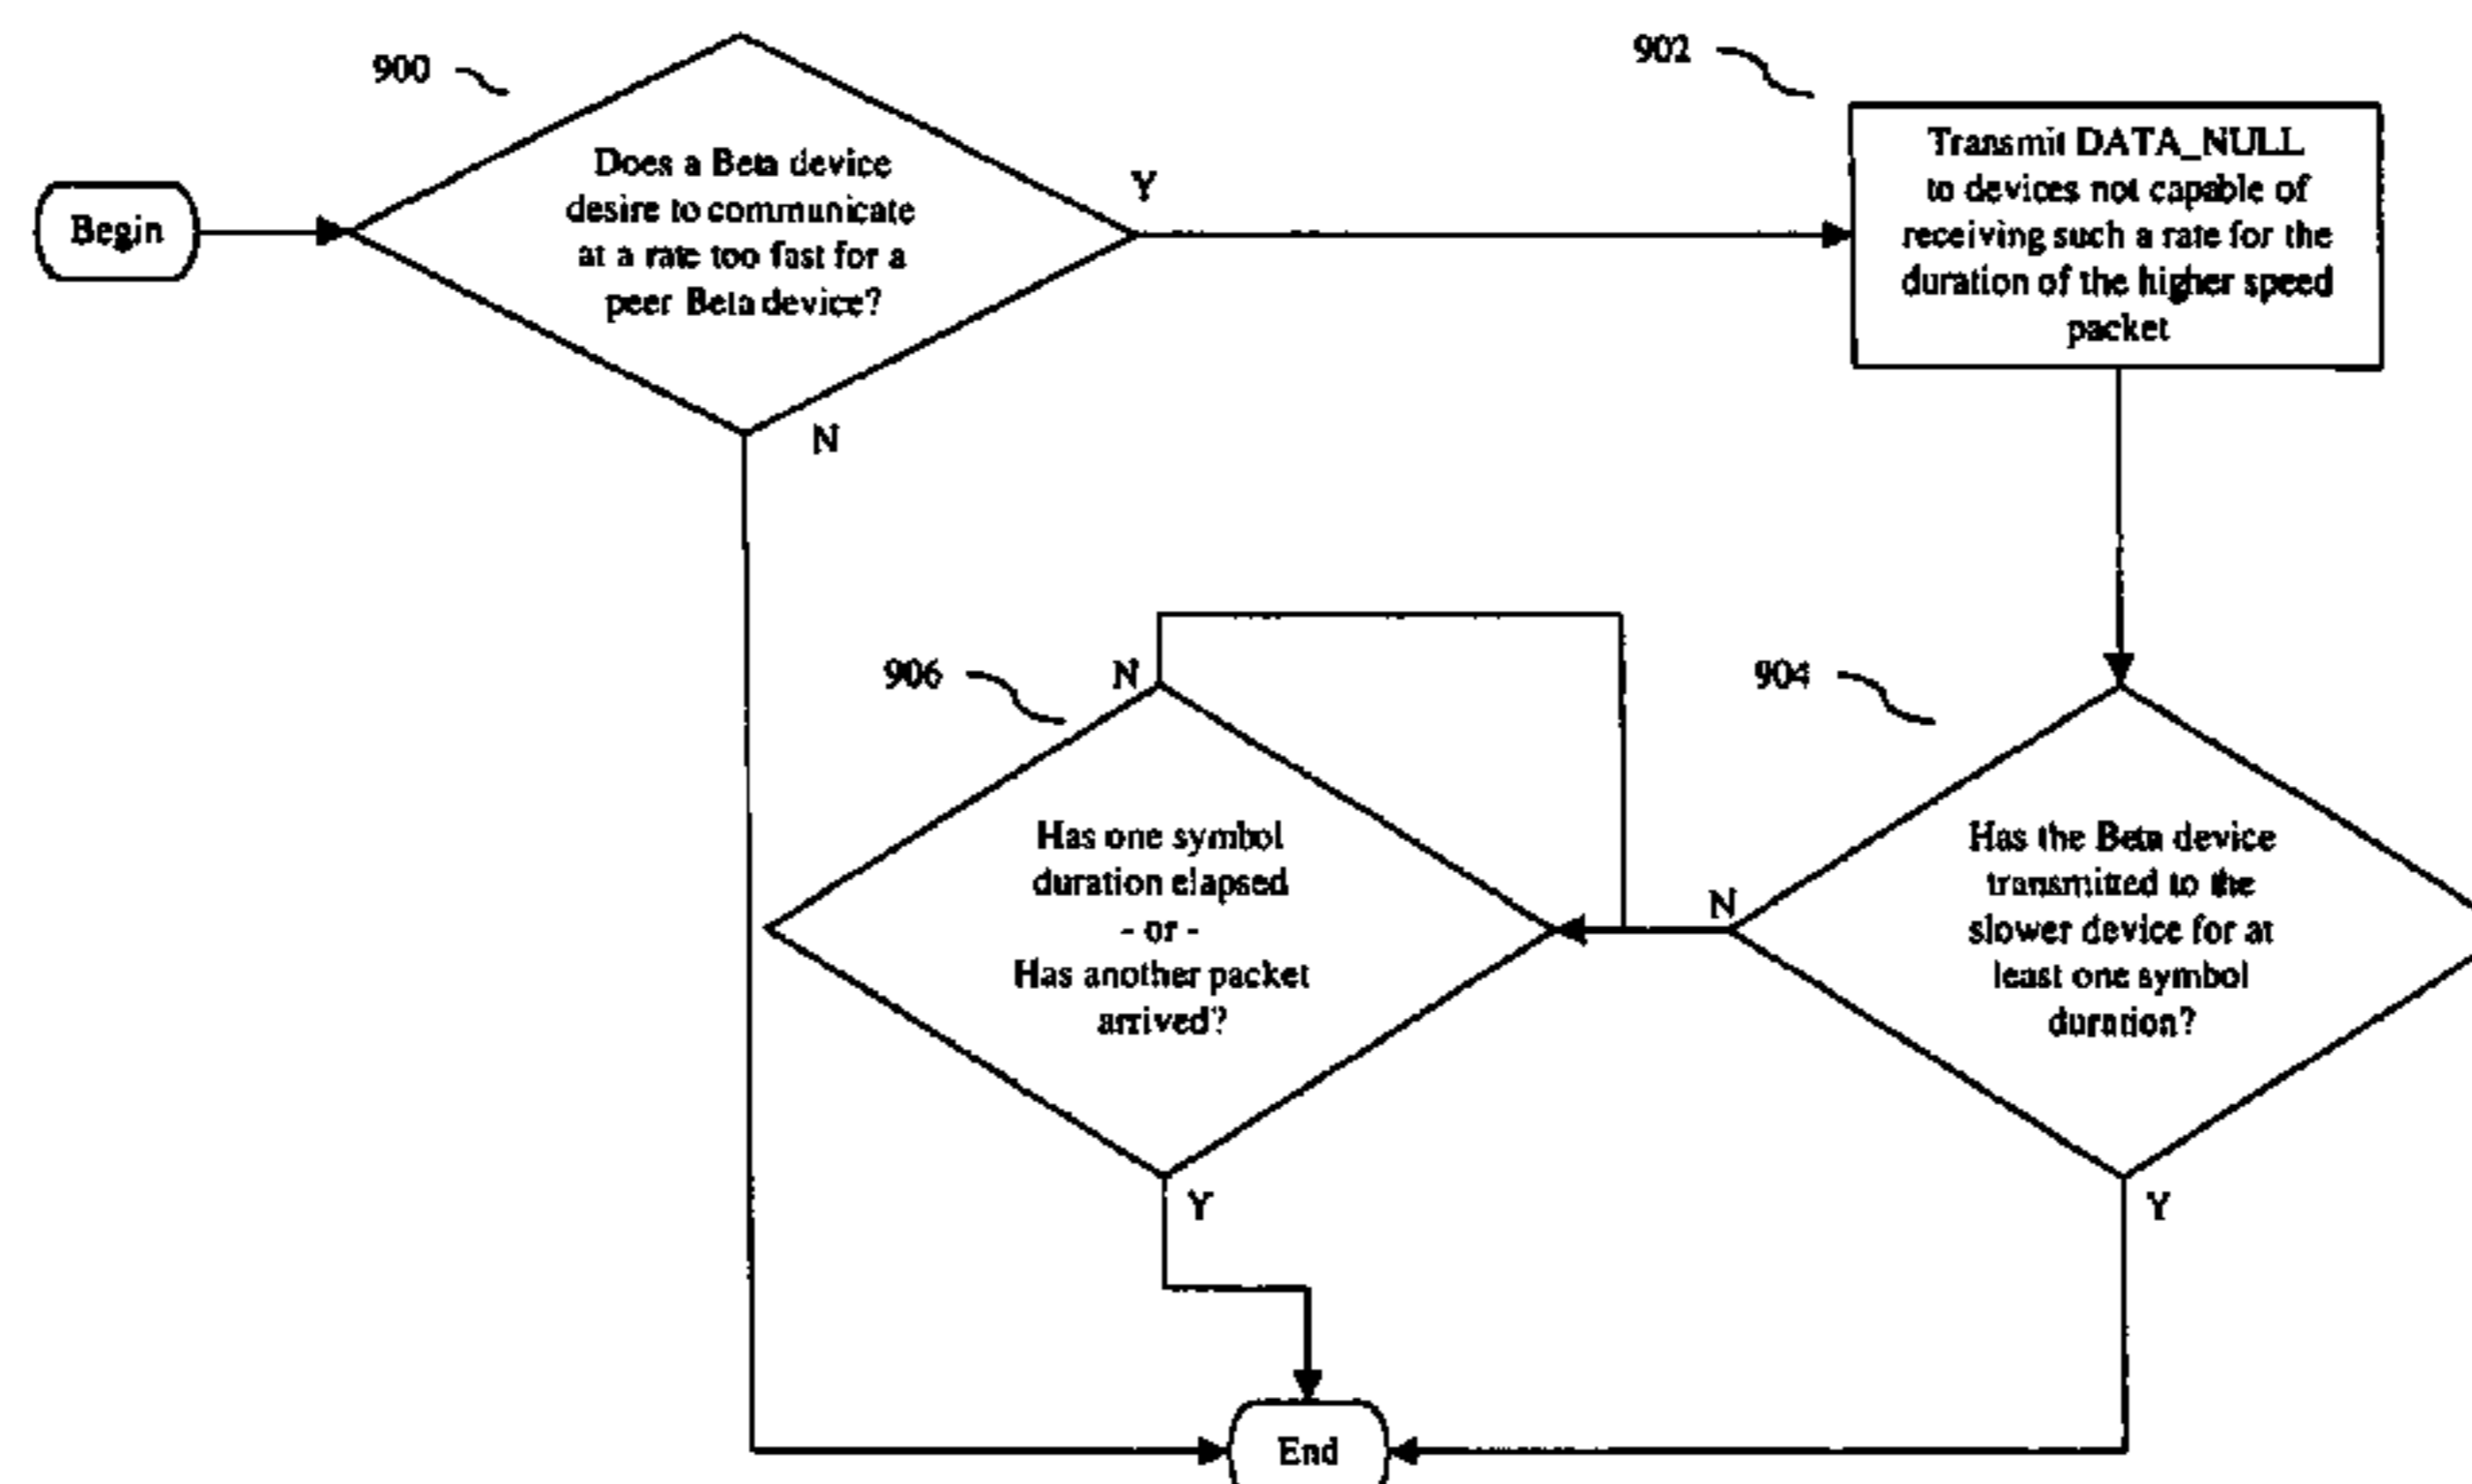 900
902
Begin
Does a Beta device
desire to communicate
at a rate too fast for a
peer Beta device?
Y
N
Transmit DATA_NULL
to devices not capable of
receiving such a rate for the
duration of the higher speed
packet
906
N
Has one symbol
duration elapsed
- or -
Has another packet
arrived?
Y
904
N
Has the Beta device
transmitted to the
slower device for at
least one symbol
duration?
Y
End